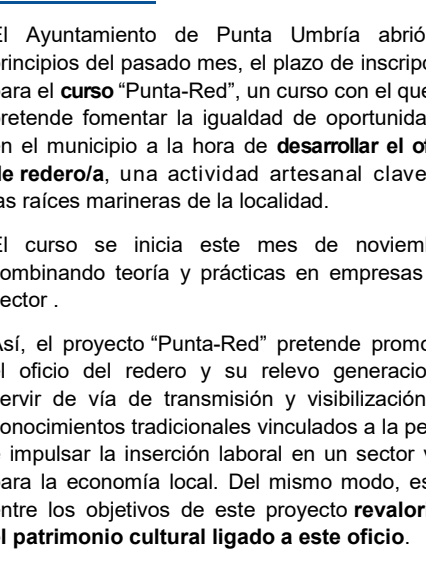 El Ayuntamiento de Punta Umbría abrió
principios del pasado mes, el plazo de inscripc
para el curso “Punta-Red”, un curso con el que
pretende fomentar la igualdad de oportunida
en el municipio a la hora de desarrollar el of
de redero/a, una actividad artesanal clave
las raíces marineras de la localidad.
El curso se inicia este mes de noviemb
combinando teoría y prácticas en empresas
sector .
Así, el proyecto “Punta-Red” pretende promo
el oficio del redero y su relevo generacio
servir de vía de transmisión y visibilización
conocimientos tradicionales vinculados a la pe
e impulsar la inserción laboral en un sector v
para la economía local. Del mismo modo, es
entre los objetivos de este proyecto revalor
el patrimonio cultural ligado a este oficio.